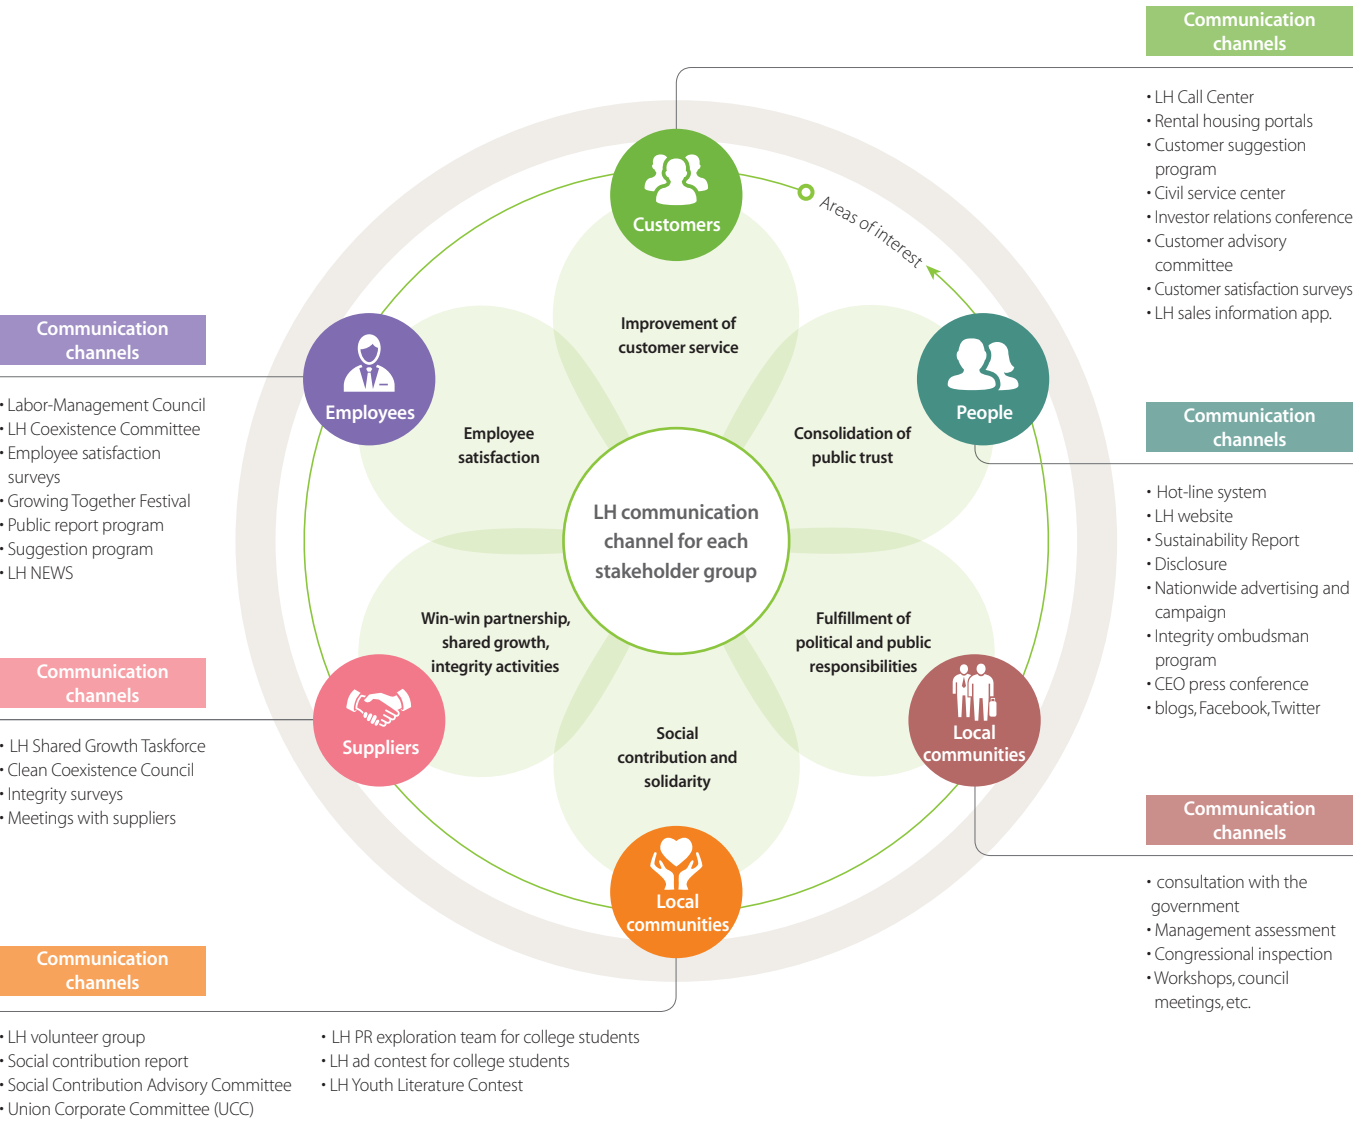 Communication
channels
• LH Call Center
• Rental housing portals
• Customer suggestion
program
• Civil service center
• Investor relations conference
• Customer advisory
committee
• Customer satisfaction surveys
• LH sales information app.
Customers
Areas of interest
Improvement of
customer service
Communication
channels
• Labor-Management Council
• LH Coexistence Committee
• Employee satisfaction
surveys
• Growing Together Festival
• Public report program
• Suggestion program
• LH NEWS
Employees
Employee
satisfaction
People
Consolidation of
public trust
Communication
channels
• Hot-line system
• LH website
• Sustainability Report
• Disclosure
• Nationwide advertising and
campaign
• Integrity ombudsman
program
• CEO press conference
• blogs, Facebook, Twitter
LH communication
channel for each
stakeholder group
Win-win partnership,
shared growth,
integrity activities
Fulfillment of
political and public
responsibilities
Communication
channels
• LH Shared Growth Taskforce
• Clean Coexistence Council
• Integrity surveys
• Meetings with suppliers
Suppliers
Social
contribution and
solidarity
Local
communities
Communication
channels
• consultation with the
government
• Management assessment
• Congressional inspection
• Workshops, council
meetings, etc.
Local
communities
Communication
channels
• LH volunteer group
• Social contribution report
• Social Contribution Advisory Committee
• Union Corporate Committee (UCC)
• LH PR exploration team for college students
• LH ad contest for college students
• LH Youth Literature Contest